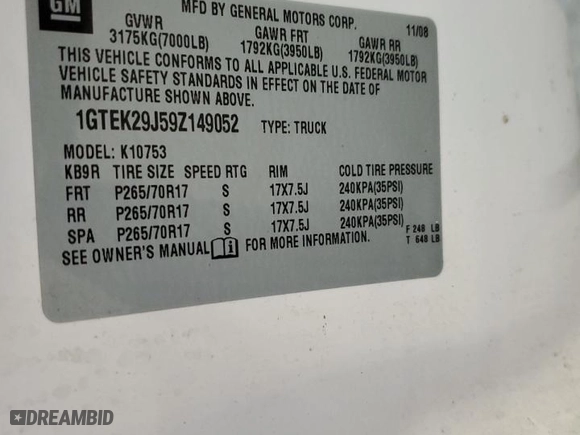 GM
MFD BY GENERAL MOTORS CORP.
11/08
GVWR
GAWR FRT
GAWR RR
3175KG(7000LB)
1792KG(3950LB)
1792KG(3950LB)
THIS VEHICLE CONFORMS TO ALL APPLICABLE U.S. FEDERAL MOTOR
VEHICLE SAFETY STANDARDS IN EFFECT ON THE DATE OF
MANUFACTURE SHOWN ABOVE.
1GTEK29J59Z149052 TYPE: TRUCK
MODEL: K10753
KB9R TIRE SIZE SPEED RTG RIM COLD TIRE PRESSURE
FRT P265/70R17 S 17X7.5J 240KPA(35PSI)
RR P265/70R17 S 17X7.5J 240KPA(35PSI)
SPA P265/70R17 S 17X7.5J 240KPA(35PSI)
SEE OWNER'S MANUAL FOR MORE INFORMATION.
F 248 LB
T 648 LB
DREAMBID